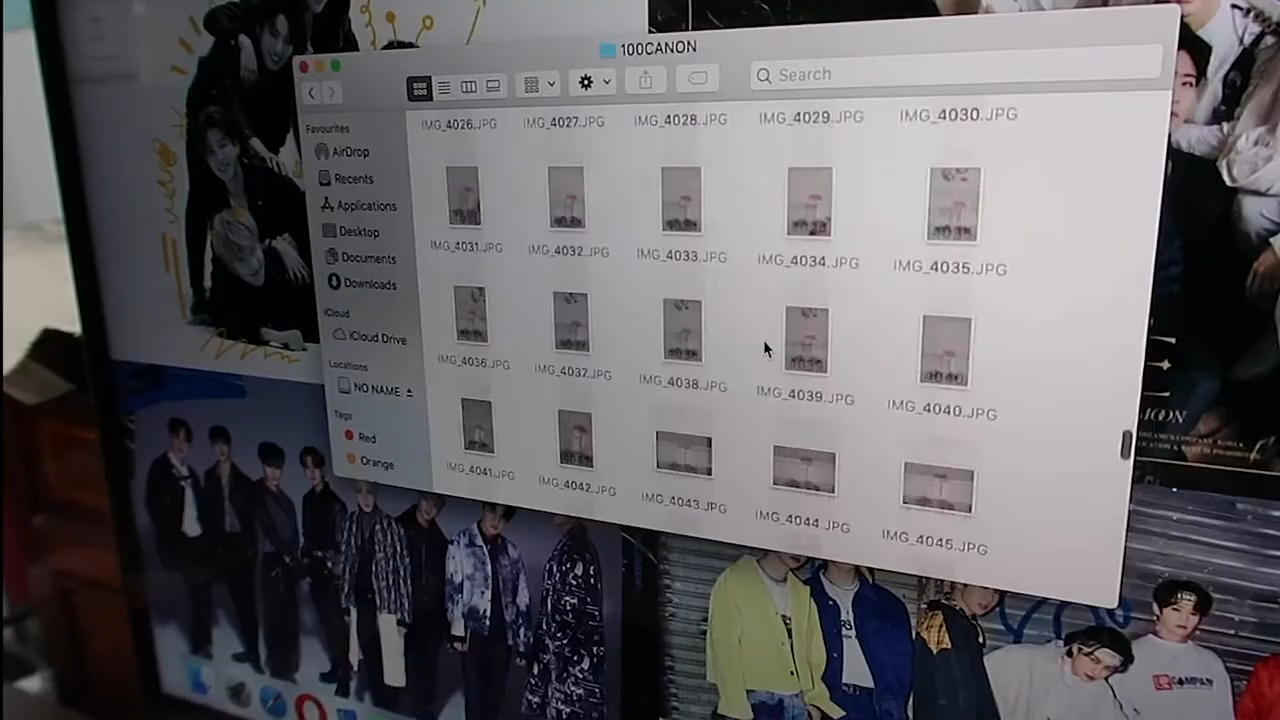 100CANON
Search
Favourites
AirDrop
Recents
Applications
Desktop
Documents
Downloads
iCloud
iCloud Drive
Locations
NO NAME
Tags
Red
Orange
IMG_4026.JPG
IMG_4027.JPG
IMG_4028.JPG
IMG_4029.JPG
IMG_4030.JPG
IMG_4031.JPG
IMG_4032.JPG
IMG_4033.JPG
IMG_4034.JPG
IMG_4035.JPG
IMG_4036.JPG
IMG_4037.JPG
IMG_4038.JPG
IMG_4039.JPG
IMG_4040.JPG
IMG_4041.JPG
IMG_4042.JPG
IMG_4043.JPG
IMG_4044.JPG
IMG_4045.JPG